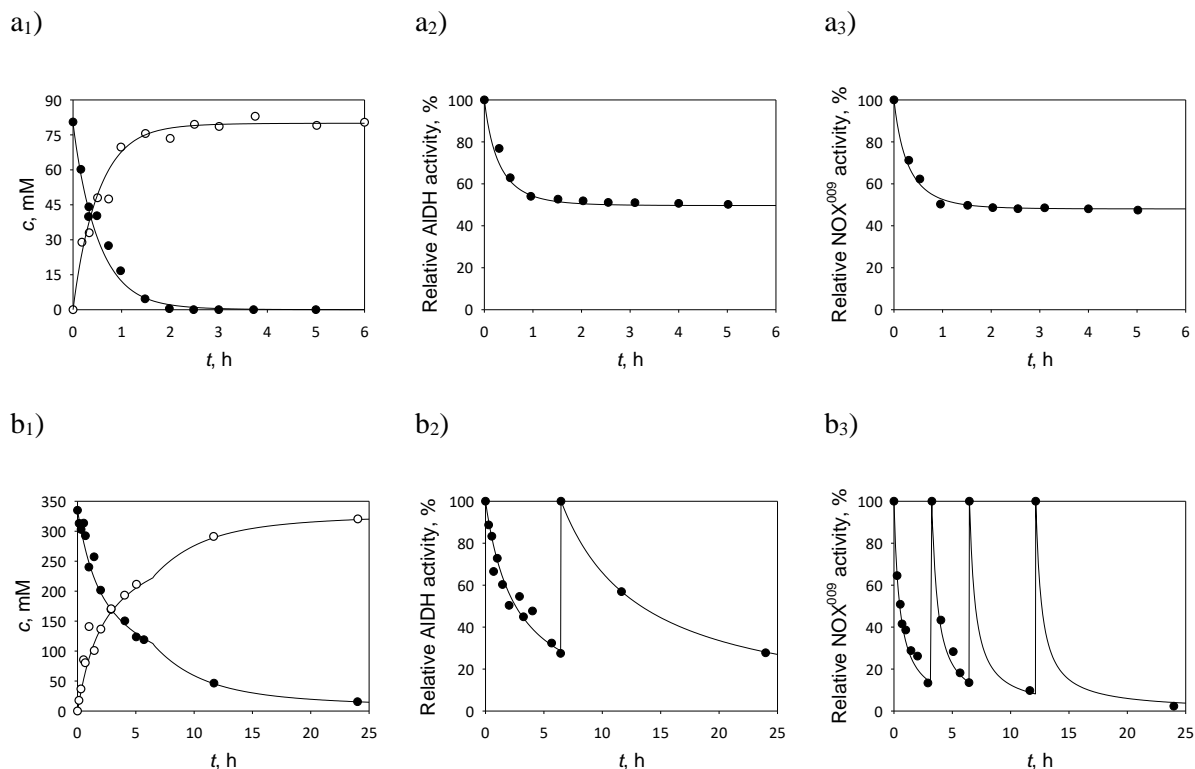 a₁)
a₂)
a₃)
c, mM
90
75
60
45
30
15
0
0 1 2 3 4 5 6
t, h
Relative AlDH activity, %
100
80
60
40
20
0
0 1 2 3 4 5 6
t, h
Relative NOX⁰⁰⁹ activity, %
100
80
60
40
20
0
0 1 2 3 4 5 6
t, h
b₁)
b₂)
b₃)
c, mM
350
300
250
200
150
100
50
0
0 5 10 15 20 25
t, h
Relative AlDH activity, %
100
80
60
40
20
0
0 5 10 15 20 25
t, h
Relative NOX⁰⁰⁹ activity, %
100
80
60
40
20
0
0 5 10 15 20 25
t, h